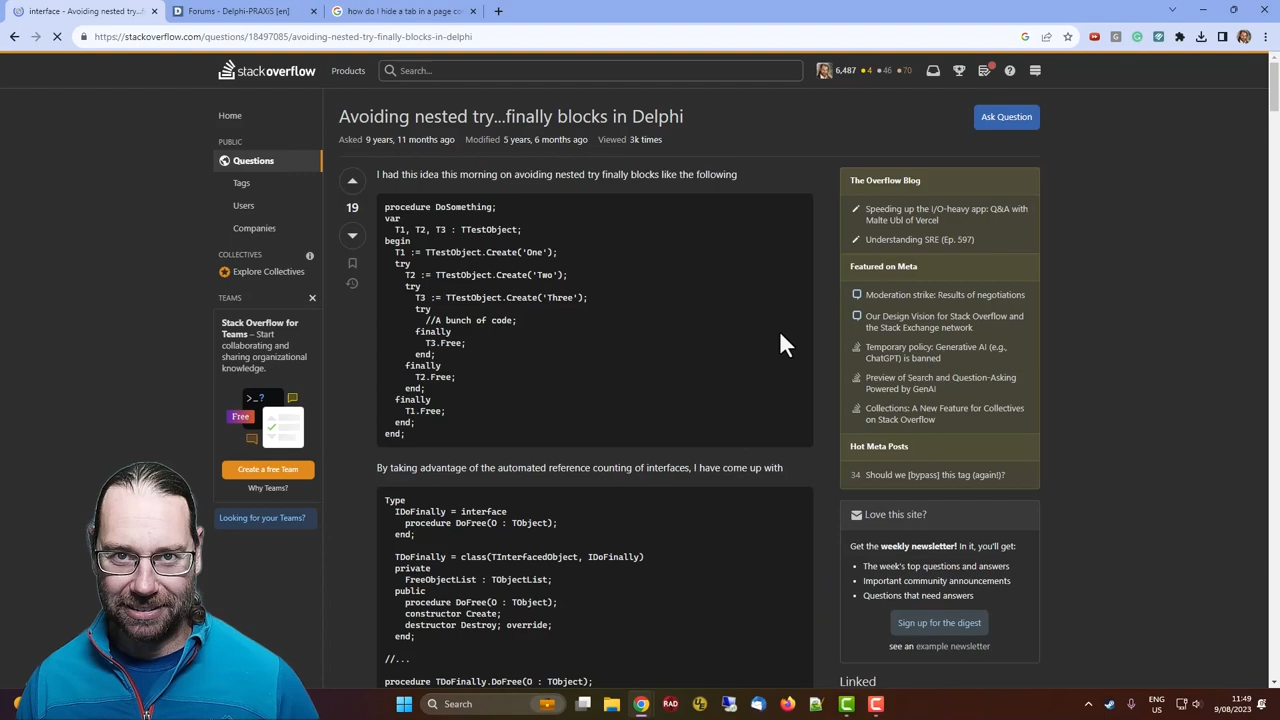 interface - Avoiding nested try..fi
Forums - Delphi-PRAXiS [en]
how do I hide a tab in a page co
https://stackoverflow.com/questions/18497085/avoiding-nested-try-finally-blocks-in-delphi
stackoverflow
Products
Search...
6,487
4
46
70
Home
PUBLIC
Questions
Tags
Users
Companies
COLLECTIVES
Explore Collectives
TEAMS
Stack Overflow for
Teams – Start
collaborating and
sharing organizational
knowledge.
>_?
Free
Create a free Team
Why Teams?
Looking for your Teams?
Avoiding nested try...finally blocks in Delphi
Ask Question
Asked 9 years, 11 months ago Modified 5 years, 6 months ago Viewed 3k times
19
I had this idea this morning on avoiding nested try finally blocks like the following
procedure DoSomething;
var
T1, T2, T3 : TTestObject;
begin
T1 := TTestObject.Create('One');
try
T2 := TTestObject.Create('Two');
try
T3 := TTestObject.Create('Three');
try
//A bunch of code;
finally
T3.Free;
end;
finally
T2.Free;
end;
finally
T1.Free;
end;
end;
By taking advantage of the automated reference counting of interfaces, I have come up with
Type
IDoFinally = interface
procedure DoFree(O : TObject);
end;
TDoFinally = class(TInterfacedObject, IDoFinally)
private
FreeObjectList : TObjectList;
public
procedure DoFree(O : TObject);
constructor Create;
destructor Destroy; override;
end;
//...
procedure TDoFinally.DoFree(O : TObject);
The Overflow Blog
Speeding up the I/O-heavy app: Q&A with
Malte Ubl of Vercel
Understanding SRE (Ep. 597)
Featured on Meta
Moderation strike: Results of negotiations
Our Design Vision for Stack Overflow and
the Stack Exchange network
Temporary policy: Generative AI (e.g.,
ChatGPT) is banned
Preview of Search and Question-Asking
Powered by GenAI
Collections: A New Feature for Collectives
on Stack Overflow
Hot Meta Posts
34 Should we [bypass] this tag (again!)?
Love this site?
Get the weekly newsletter! In it, you'll get:
• The week's top questions and answers
• Important community announcements
• Questions that need answers
Sign up for the digest
see an example newsletter
Linked
Search
RAD
ENG
US
11:49
9/08/2023